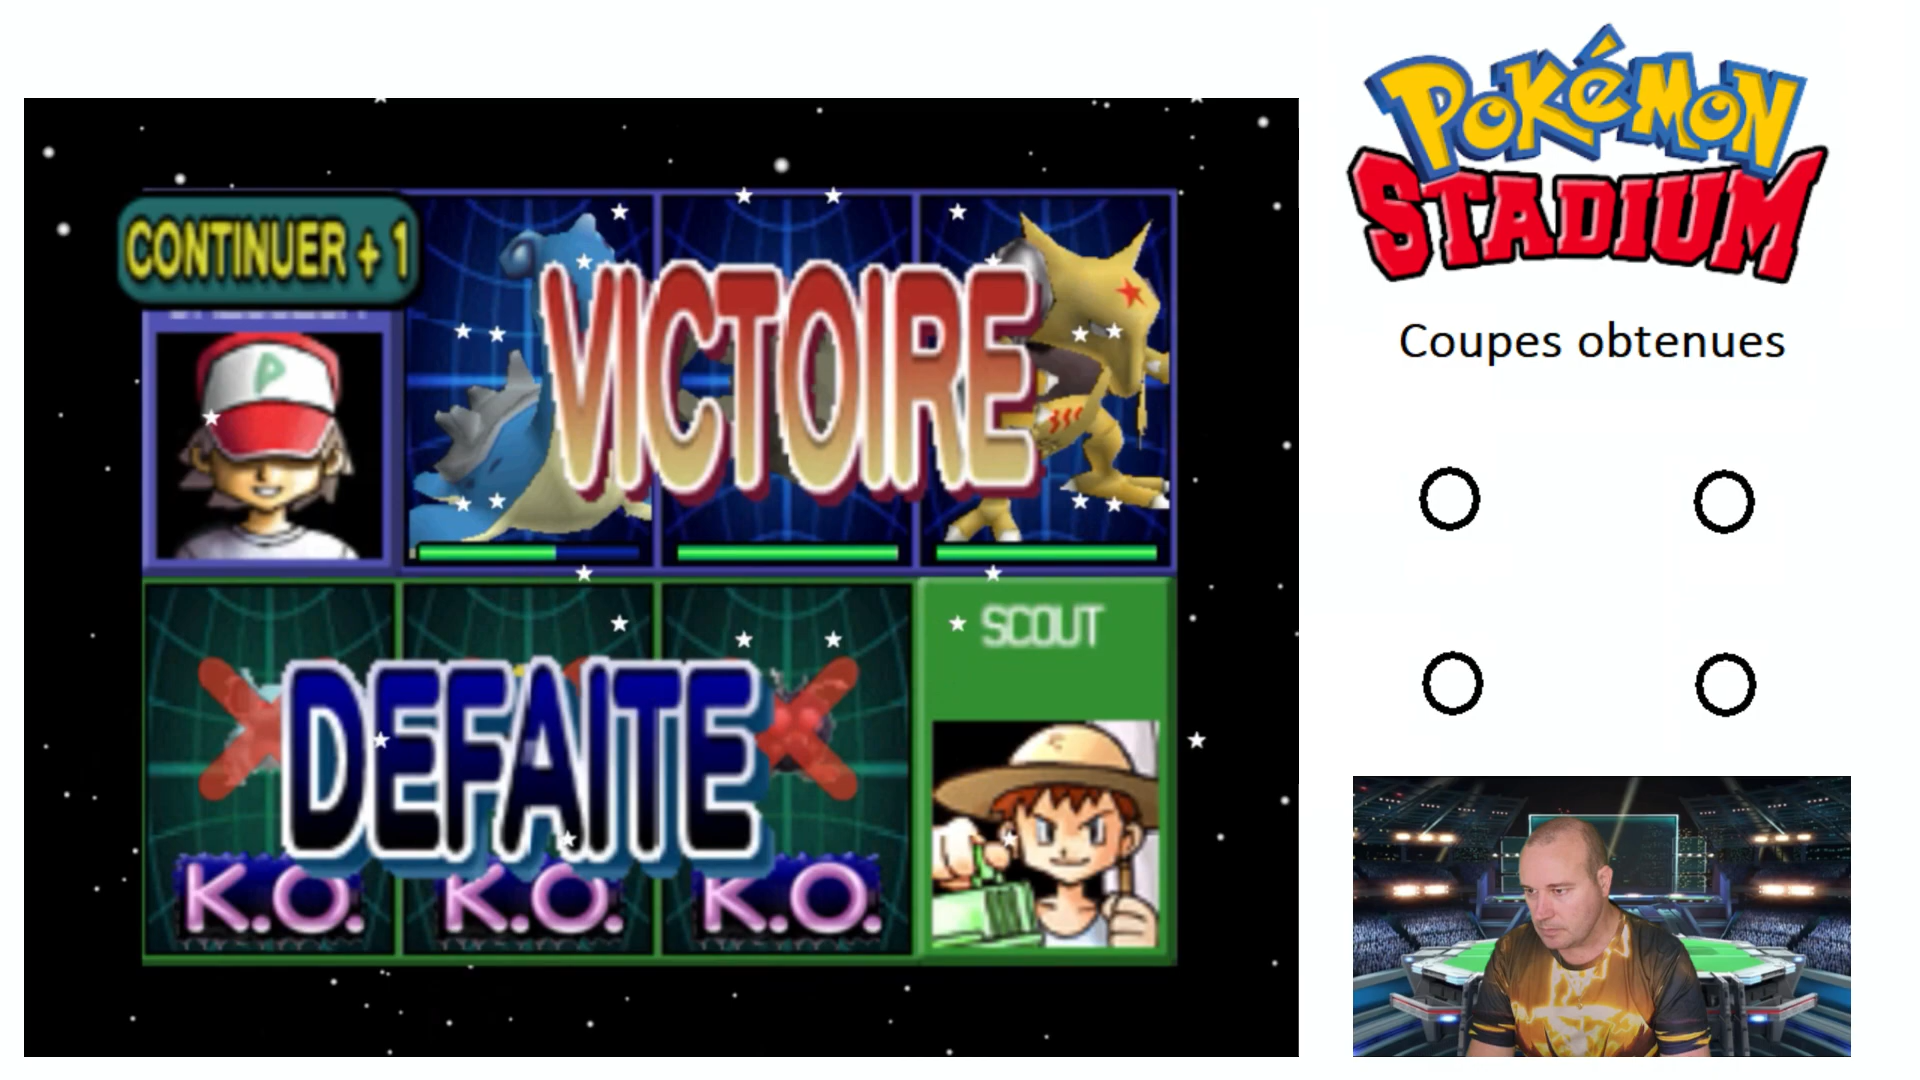 POKéMON
STADIUM
CONTINUER + 1
VICTOIRE
Coupes obtenues
SCOUT
DEFAITE
K.O. K.O. K.O.